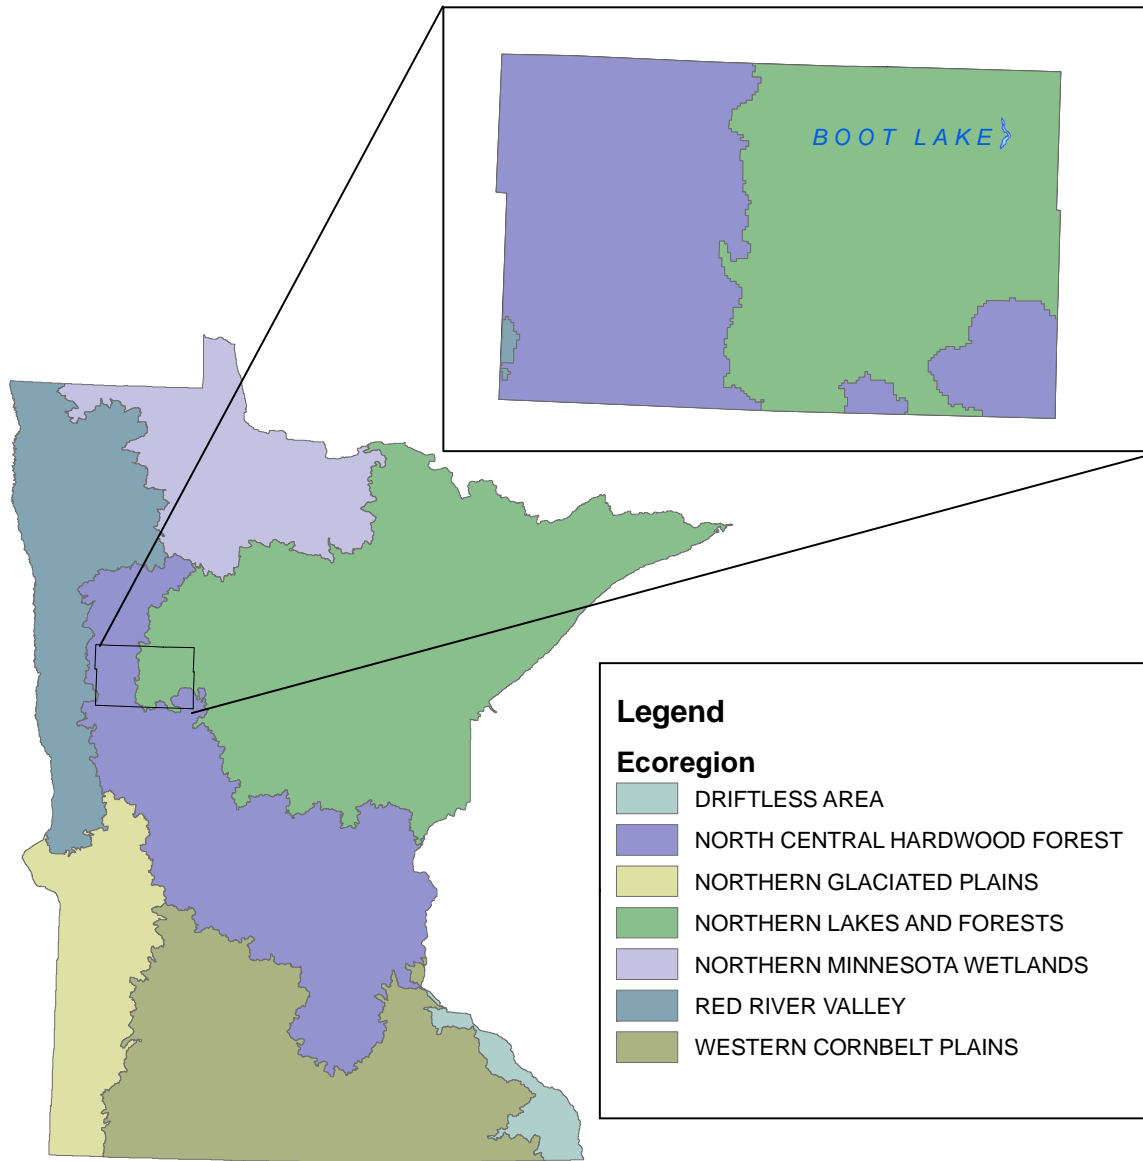 BOOT LAKE
Legend
Ecoregion
DRIFTLESS AREA
NORTH CENTRAL HARDWOOD FOREST
NORTHERN GLACIATED PLAINS
NORTHERN LAKES AND FORESTS
NORTHERN MINNESOTA WETLANDS
RED RIVER VALLEY
WESTERN CORNBELT PLAINS